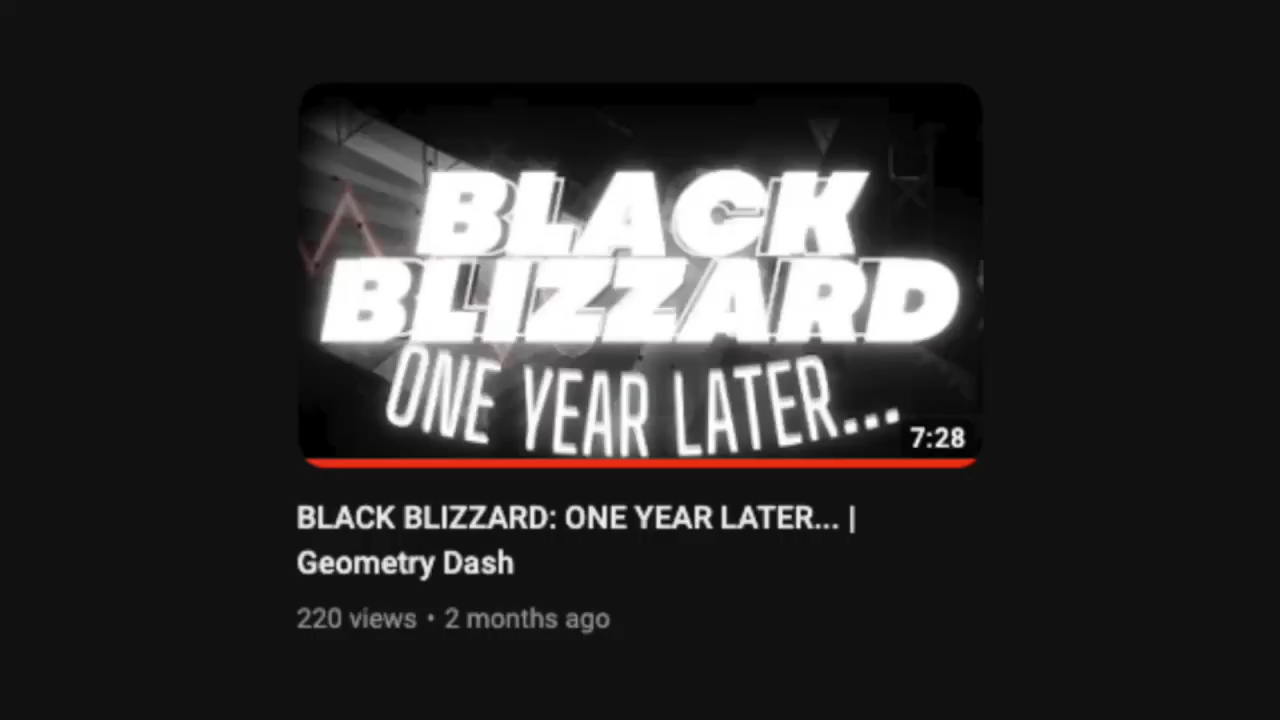 BLACK
BLIZZARD
ONE YEAR LATER...
7:28
BLACK BLIZZARD: ONE YEAR LATER... |
Geometry Dash
220 views • 2 months ago